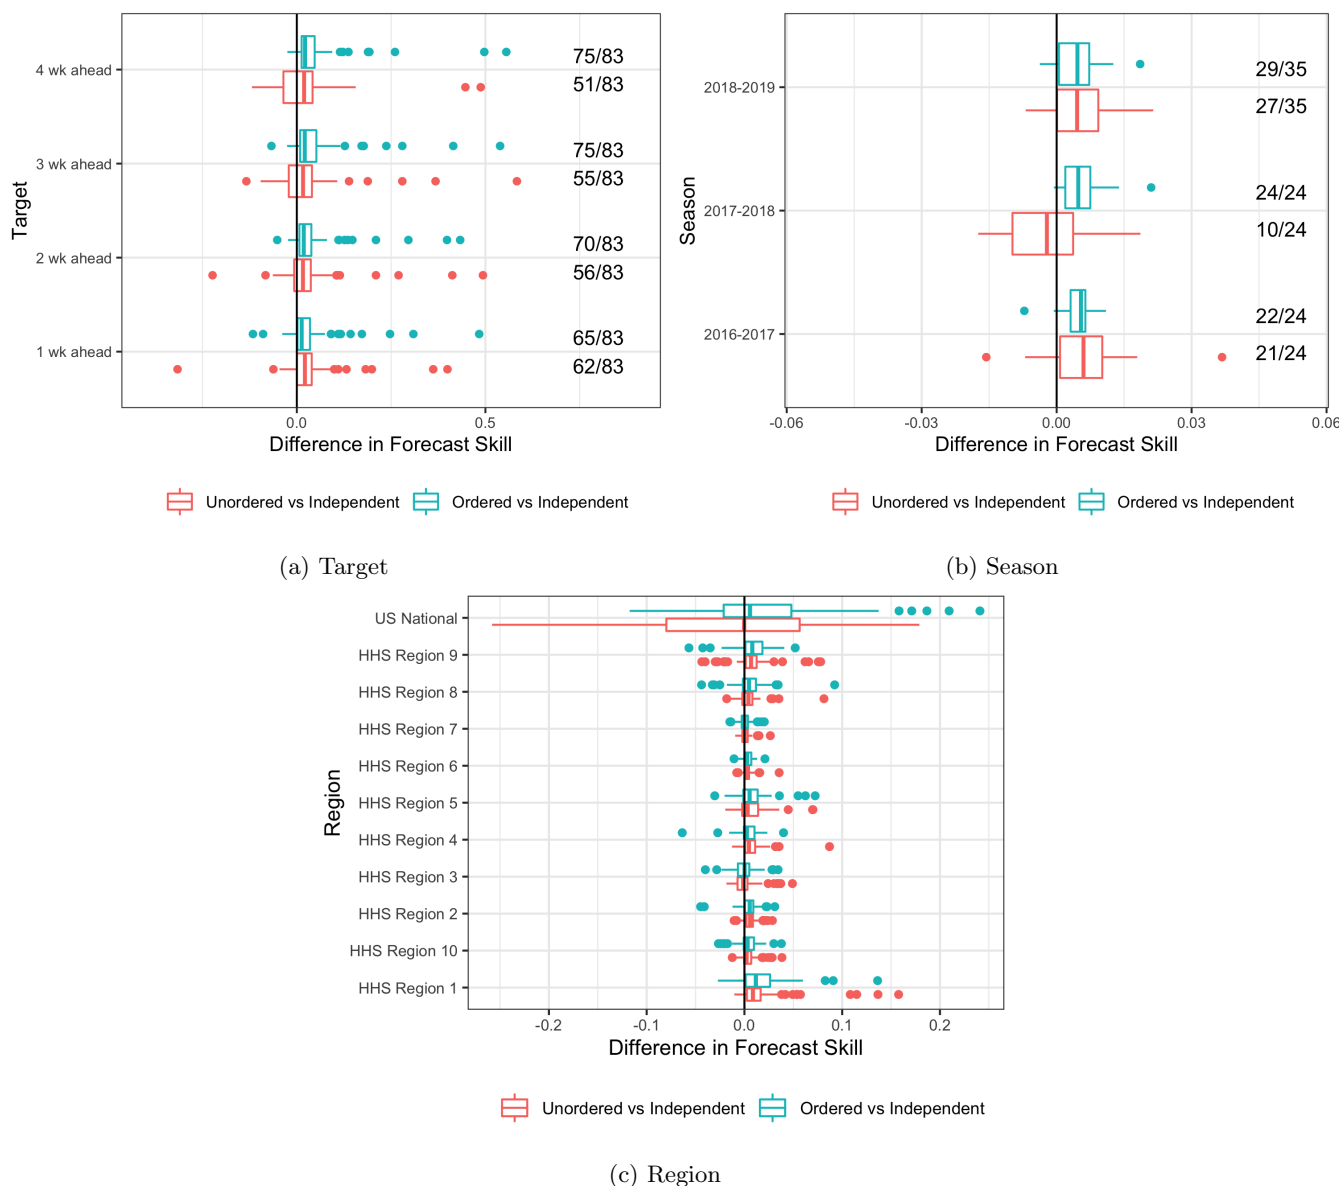 4 wk ahead
75/83
51/83
3 wk ahead
75/83
55/83
2 wk ahead
70/83
56/83
1 wk ahead
65/83
62/83
Target
0.0 0.5
Difference in Forecast Skill
Unordered vs Independent Ordered vs Independent
(a) Target
2018-2019
29/35
27/35
2017-2018
24/24
10/24
2016-2017
22/24
21/24
Season
-0.06 -0.03 0.00 0.03 0.06
Difference in Forecast Skill
Unordered vs Independent Ordered vs Independent
(b) Season
US National
HHS Region 9
HHS Region 8
HHS Region 7
HHS Region 6
HHS Region 5
HHS Region 4
HHS Region 3
HHS Region 2
HHS Region 10
HHS Region 1
Region
-0.2 -0.1 0.0 0.1 0.2
Difference in Forecast Skill
Unordered vs Independent Ordered vs Independent
(c) Region